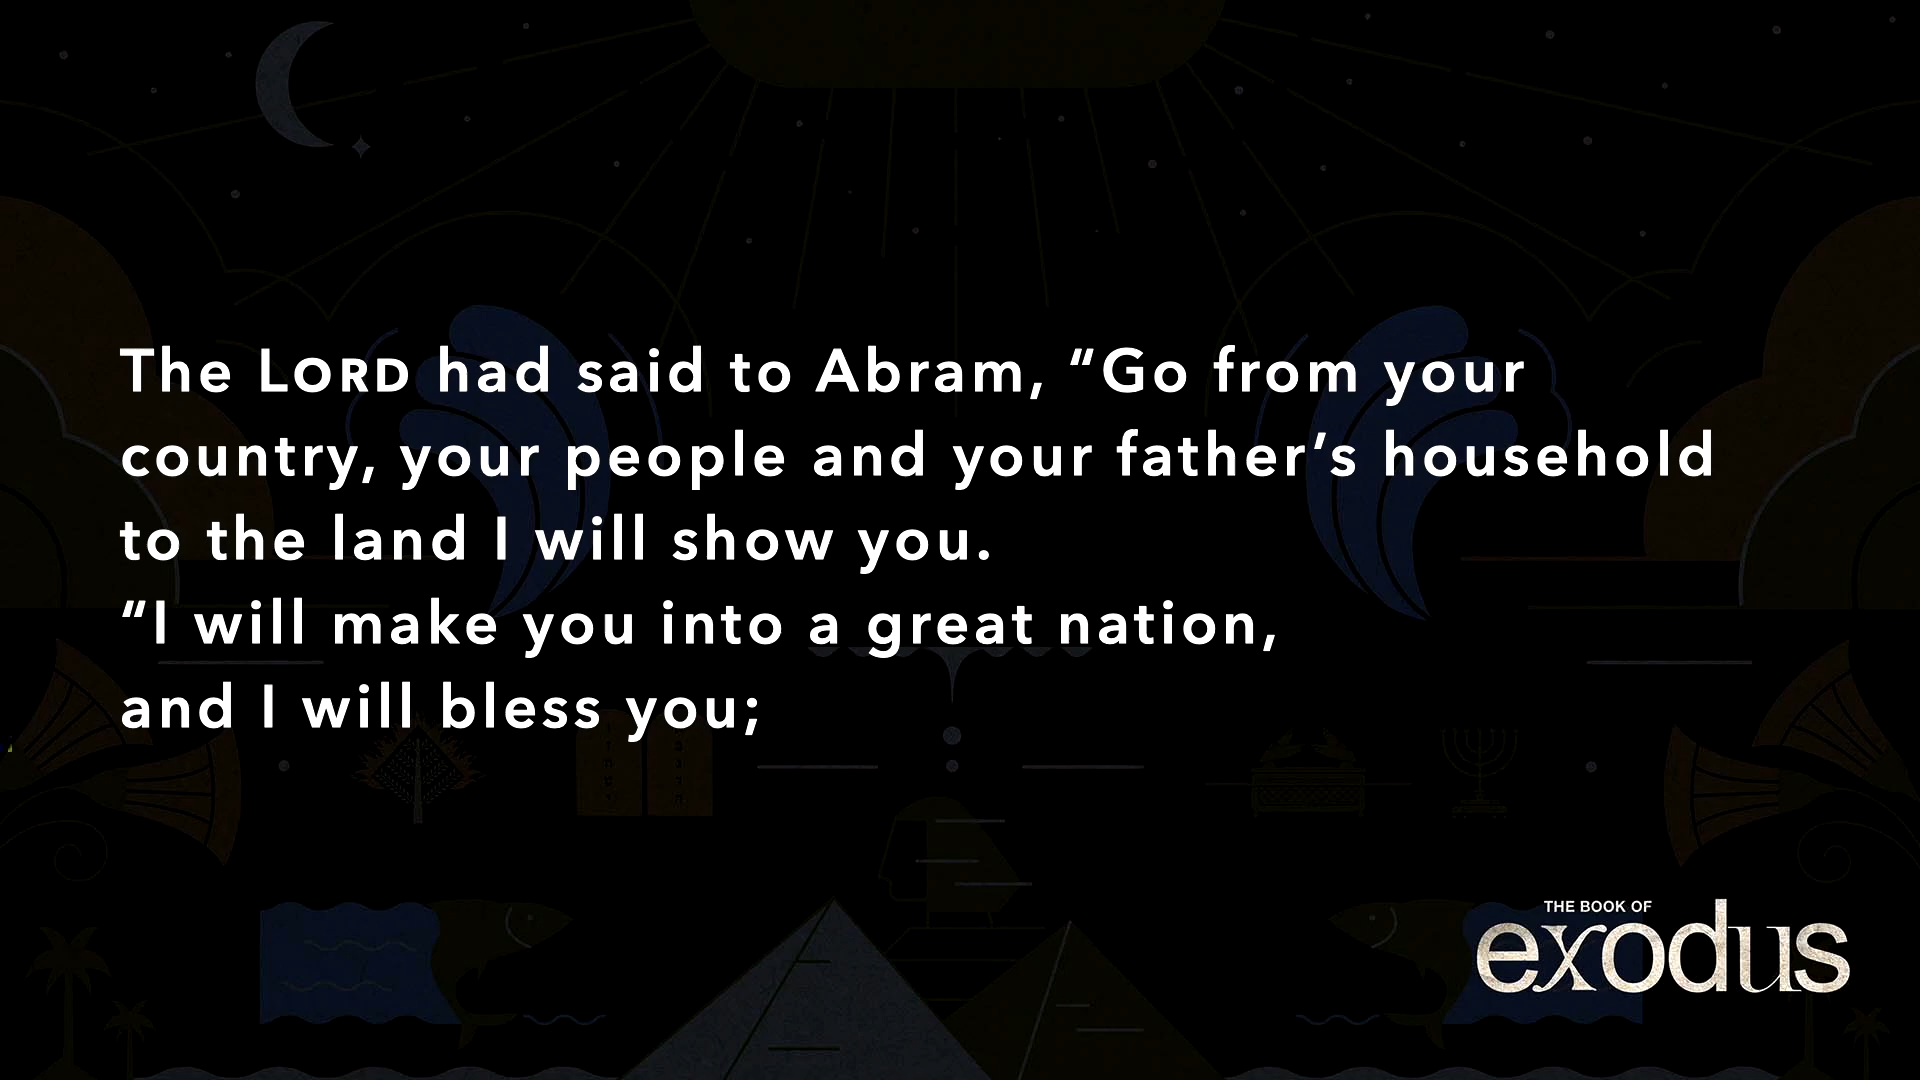 The LORD had said to Abram, “Go from your
country, your people and your father’s household
to the land I will show you.
“I will make you into a great nation,
and I will bless you;
THE BOOK OF
exodus